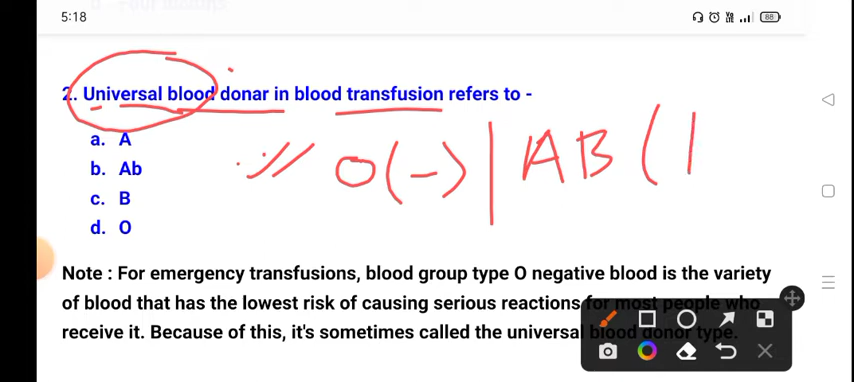 5:18
88
2. Universal blood donar in blood transfusion refers to -
a. A
b. Ab
c. B
d. O
O(-) | AB (
Note : For emergency transfusions, blood group type O negative blood is the variety
of blood that has the lowest risk of causing serious reactions for most people who
receive it. Because of this, it's sometimes called the universal blood donor type.